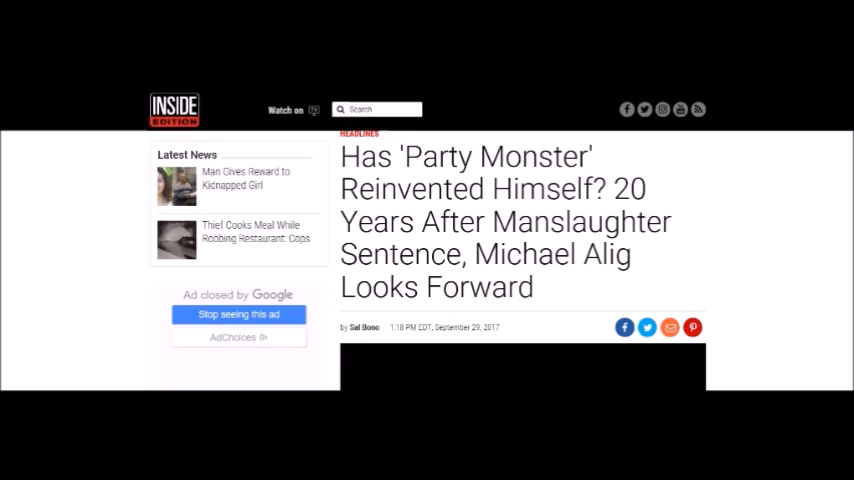 INSIDE
EDITION
Watch on
Search
HEADLINES
Latest News
Man Gives Reward to
Kidnapped Girl
Thief Cooks Meal While
Robbing Restaurant: Cops
Ad closed by Google
Stop seeing this ad
AdChoices
Has 'Party Monster'
Reinvented Himself? 20
Years After Manslaughter
Sentence, Michael Alig
Looks Forward
by Sal Bono 1:18 PM EDT, September 29, 2017